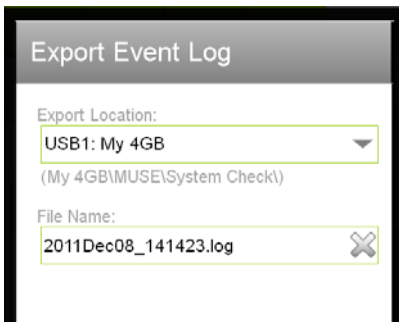 Export Event Log
Export Location:
USB1: My 4GB
(My 4GB\MUSE\System Check\)
File Name:
2011Dec08_141423.log